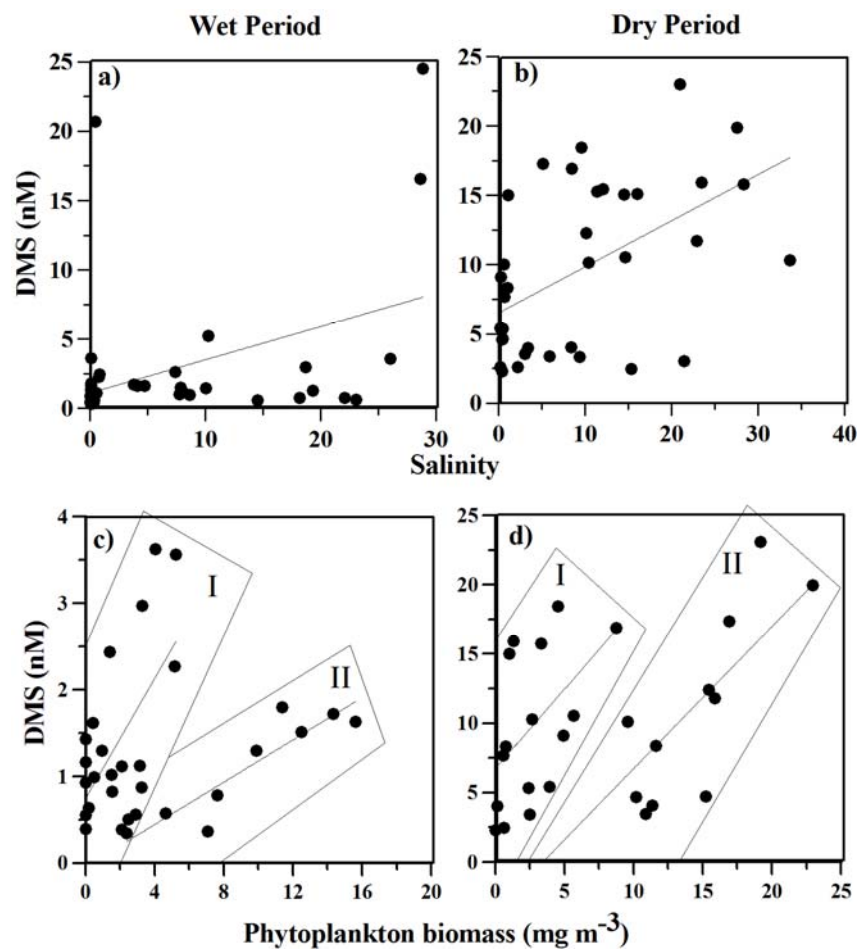 Wet Period
Dry Period
a)
b)
DMS (nM)
25
20
15
10
5
0
25
20
15
10
5
0
0 10 20 30
0 10 20 30 40
Salinity
c)
d)
I
II
I
II
DMS (nM)
4
3
2
1
0
25
20
15
10
5
0
0 4 8 12 16 20
0 5 10 15 20 25
Phytoplankton biomass (mg m⁻³)